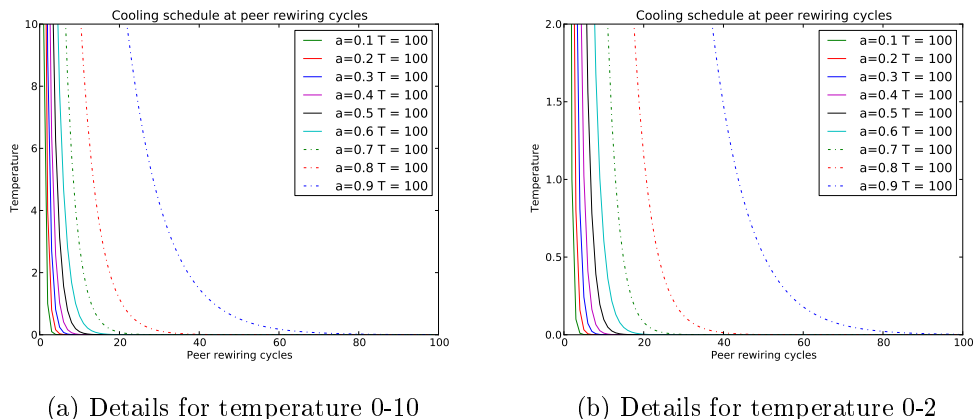 Cooling schedule at peer rewiring cycles
10
8
6
4
2
0
Temperature
0 20 40 60 80 100
Peer rewiring cycles
a=0.1 T = 100
a=0.2 T = 100
a=0.3 T = 100
a=0.4 T = 100
a=0.5 T = 100
a=0.6 T = 100
a=0.7 T = 100
a=0.8 T = 100
a=0.9 T = 100
(a) Details for temperature 0-10
Cooling schedule at peer rewiring cycles
2.0
1.5
1.0
0.5
0.0
Temperature
0 20 40 60 80 100
Peer rewiring cycles
a=0.1 T = 100
a=0.2 T = 100
a=0.3 T = 100
a=0.4 T = 100
a=0.5 T = 100
a=0.6 T = 100
a=0.7 T = 100
a=0.8 T = 100
a=0.9 T = 100
(b) Details for temperature 0-2